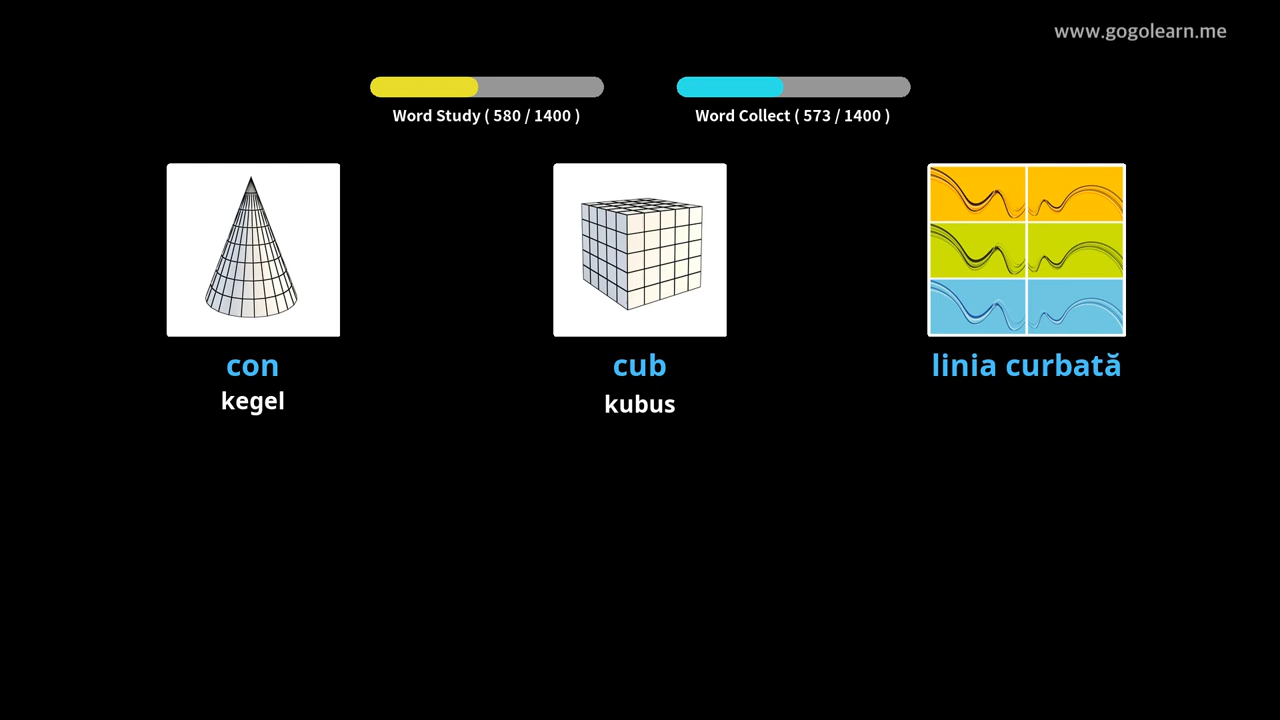 www.gogolearn.me
Word Study ( 580 / 1400 )
Word Collect ( 573 / 1400 )
con
kegel
cub
kubus
linia curbată